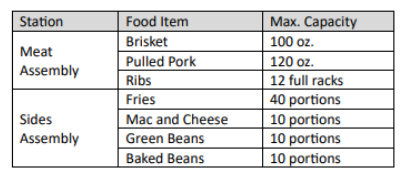 Station Food Item Max. Capacity
Meat Assembly Brisket 100 oz.
Pulled Pork 120 oz.
Ribs 12 full racks
Sides Assembly Fries 40 portions
Mac and Cheese 10 portions
Green Beans 10 portions
Baked Beans 10 portions